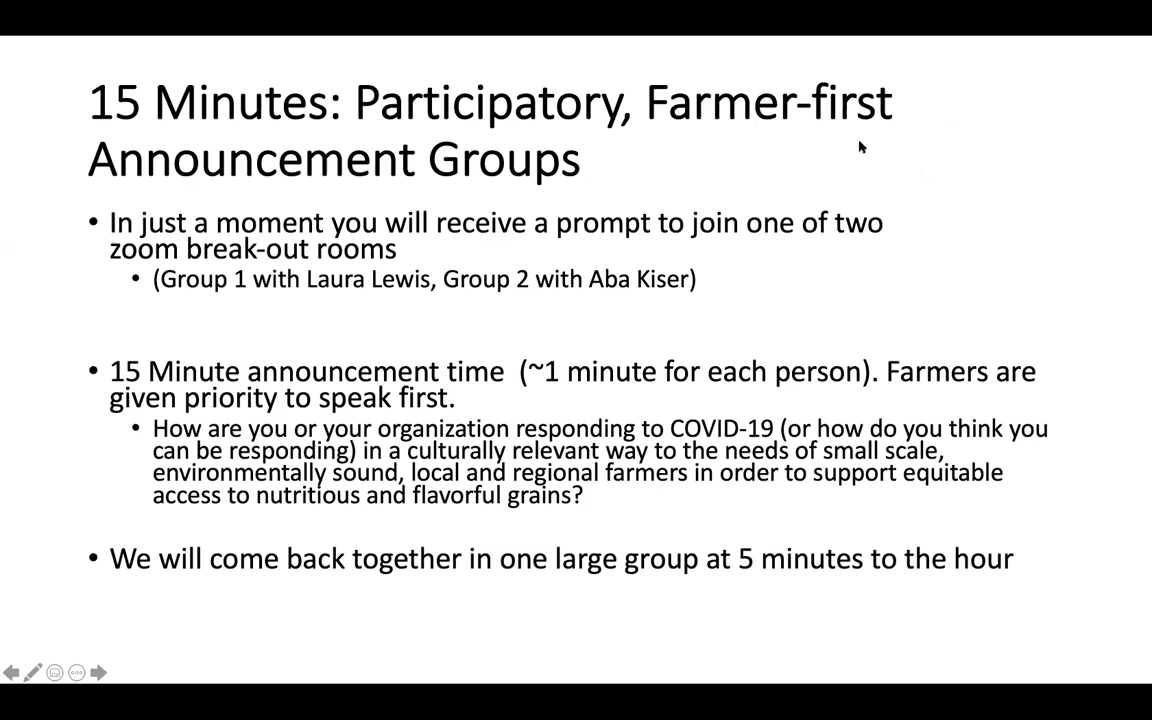 15 Minutes: Participatory, Farmer-first
Announcement Groups
• In just a moment you will receive a prompt to join one of two
zoom break-out rooms
• (Group 1 with Laura Lewis, Group 2 with Aba Kiser)
• 15 Minute announcement time (~1 minute for each person). Farmers are
given priority to speak first.
• How are you or your organization responding to COVID-19 (or how do you think you
can be responding) in a culturally relevant way to the needs of small scale,
environmentally sound, local and regional farmers in order to support equitable
access to nutritious and flavorful grains?
• We will come back together in one large group at 5 minutes to the hour